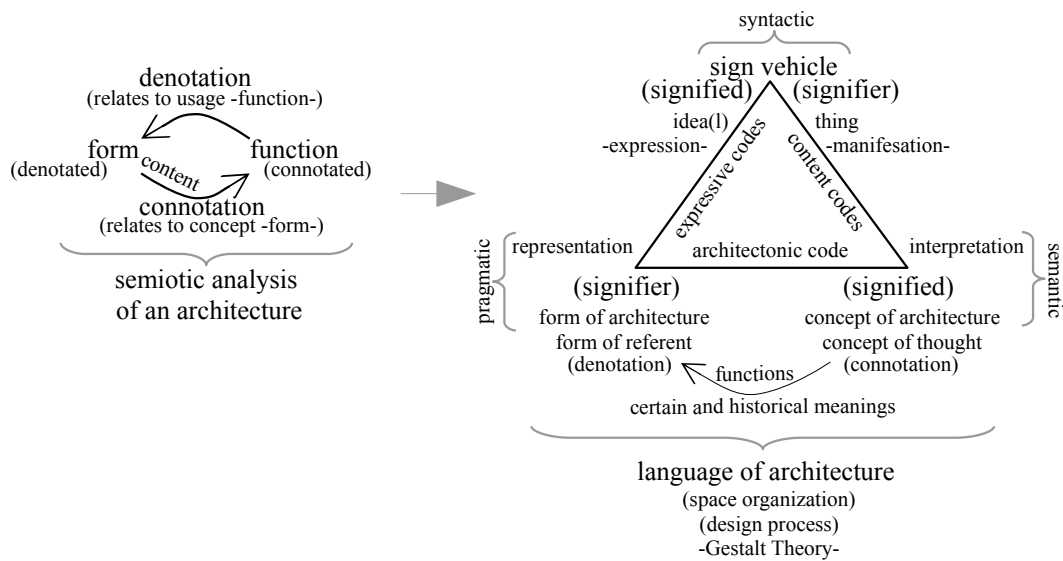 denotation
(relates to usage -function-)
form
(denotated)
content
function
(connotated)
connotation
(relates to concept -form-)
semiotic analysis
of an architecture
syntactic
sign vehicle
(signified)
(signifier)
idea(l)
-expression-
thing
-manifesation-
expressive codes
content codes
architectonic code
pragmatic
representation
interpretation
semantic
(signifier)
(signified)
form of architecture
form of referent
(denotation)
concept of architecture
concept of thought
(connotation)
functions
certain and historical meanings
language of architecture
(space organization)
(design process)
-Gestalt Theory-